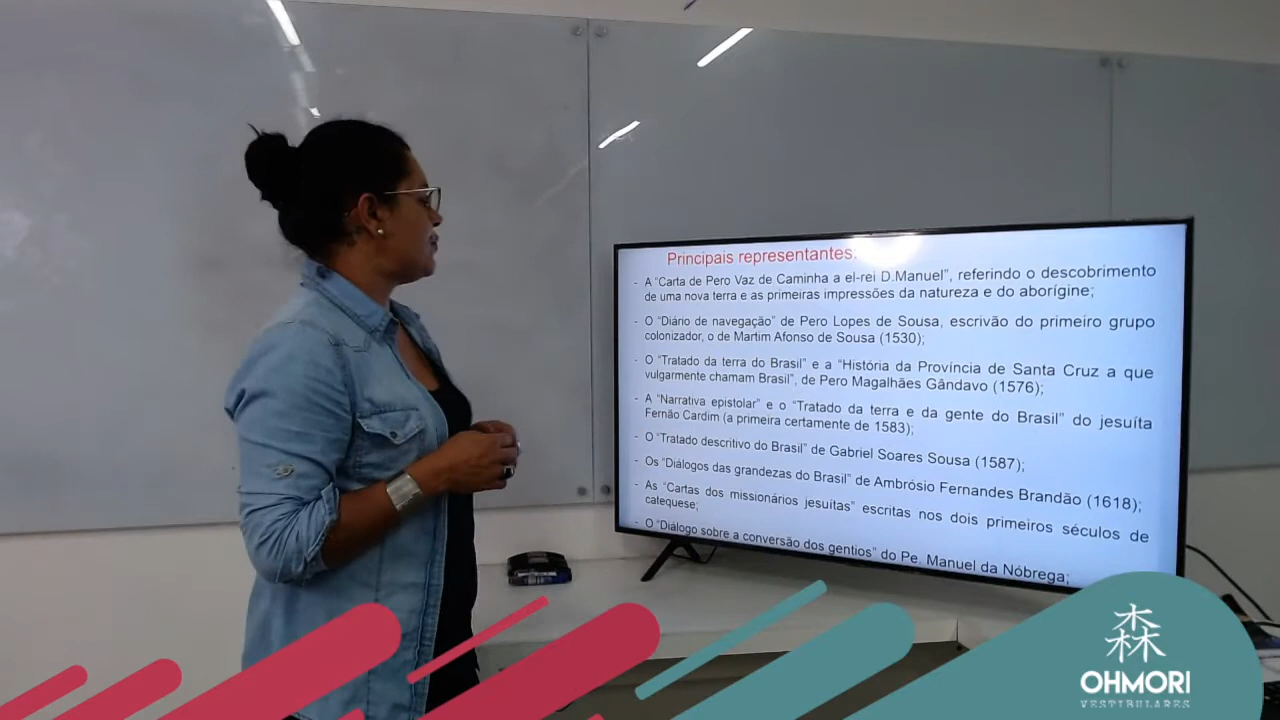 Principais representantes:
- A “Carta de Pero Vaz de Caminha a el-rei D.Manuel”, referindo o descobrimento
de uma nova terra e as primeiras impressões da natureza e do aborígine;
- O “Diário de navegação” de Pero Lopes de Sousa, escrivão do primeiro grupo
colonizador, o de Martim Afonso de Sousa (1530);
- O “Tratado da terra do Brasil” e a “História da Província de Santa Cruz a que
vulgarmente chamam Brasil”, de Pero Magalhães Gândavo (1576);
- A “Narrativa epistolar” e o “Tratado da terra e da gente do Brasil” do jesuíta
Fernão Cardim (a primeira certamente de 1583);
- O “Tratado descritivo do Brasil” de Gabriel Soares Sousa (1587);
- Os “Diálogos das grandezas do Brasil” de Ambrósio Fernandes Brandão (1618);
- As “Cartas dos missionários jesuítas” escritas nos dois primeiros séculos de
catequese;
- O “Diálogo sobre a conversão dos gentios” do Pe. Manuel da Nóbrega;
森
OHMORI
VESTIBULARES